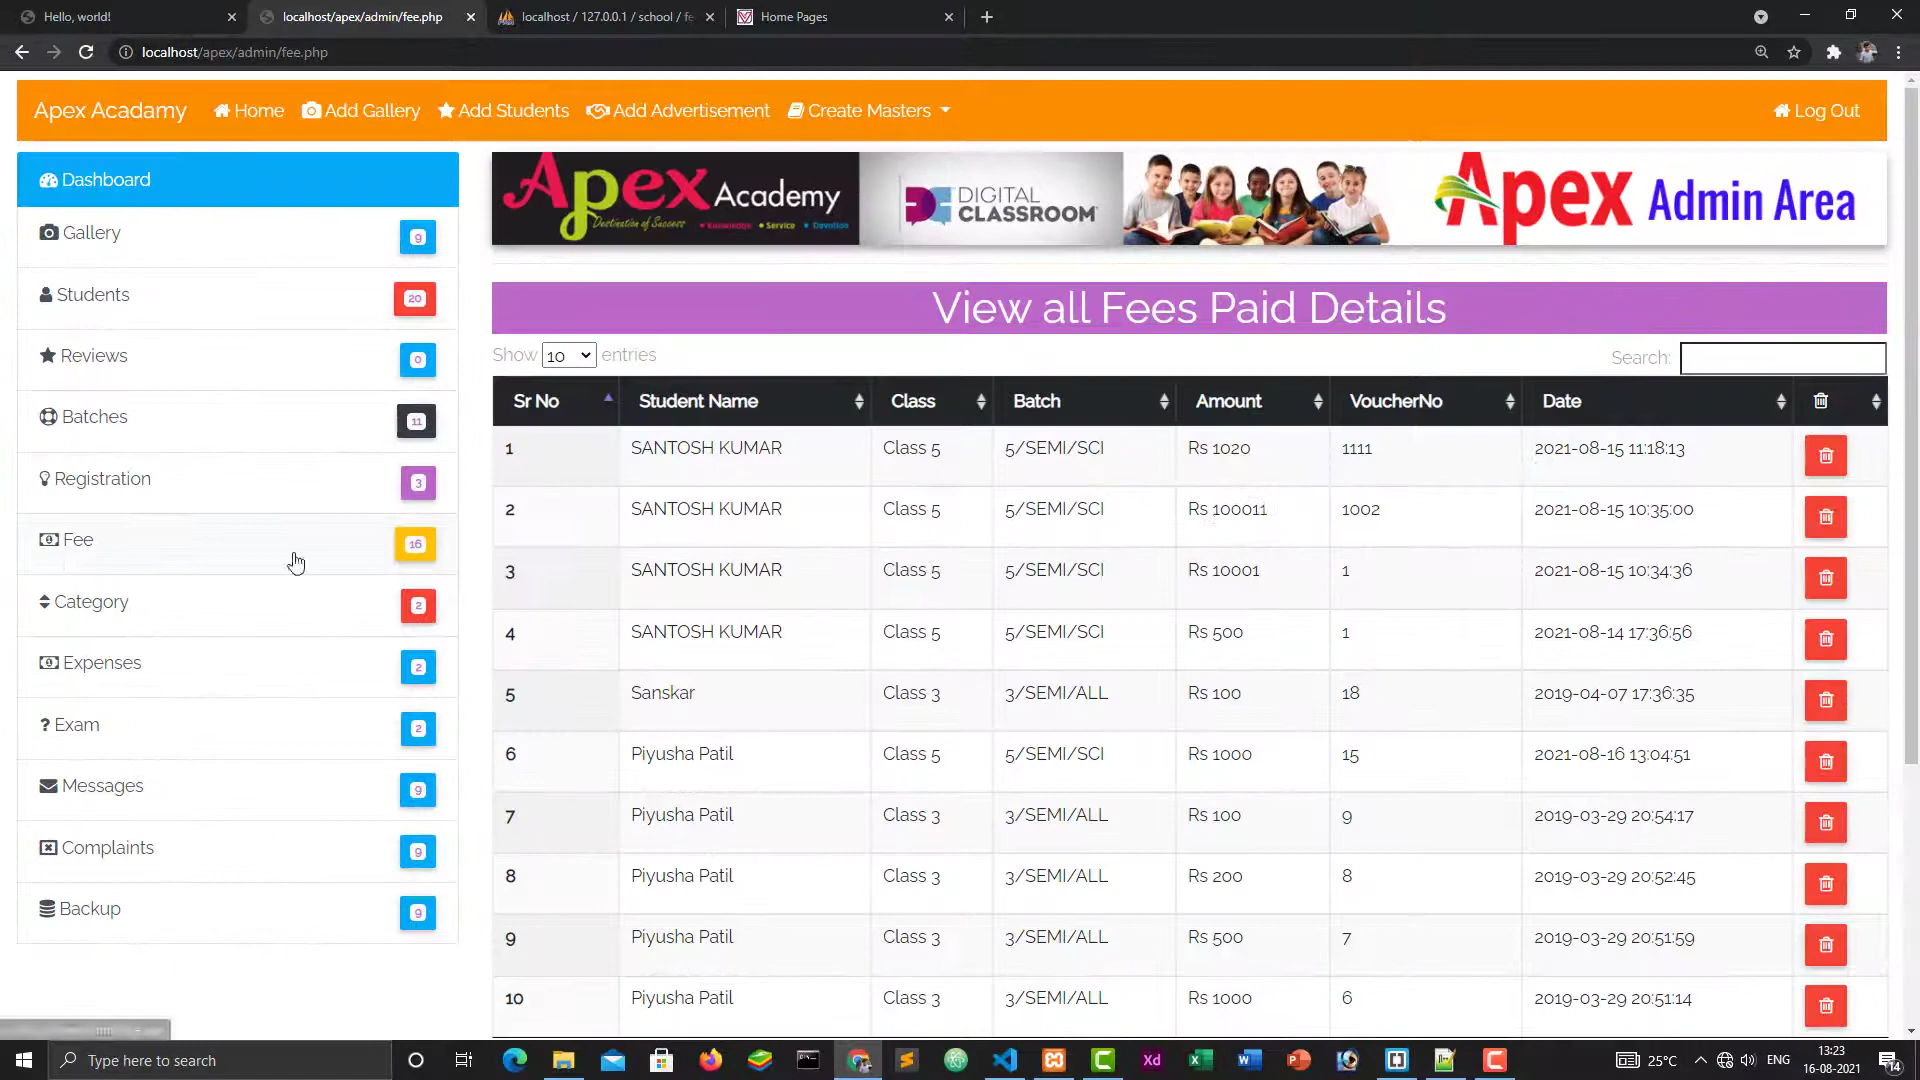 Hello, world!
localhost/apex/admin/fee.php
localhost / 127.0.0.1 / school / fe
Home Pages
localhost/apex/admin/fee.php
Apex Acadamy Home Add Gallery Add Students Add Advertisement Create Masters Log Out
Dashboard
Gallery 9
Students 20
Reviews 0
Batches 11
Registration 3
Fee 16
Category 2
Expenses 2
Exam 2
Messages 9
Complaints 9
Backup 9
Apex Academy
Destination of Success • Knowledge • Service • Devotion
DIGITAL
CLASSROOM
Apex Admin Area
View all Fees Paid Details
Show 10 entries Search:
Sr No Student Name Class Batch Amount VoucherNo Date
1 SANTOSH KUMAR Class 5 5/SEMI/SCI Rs 1020 1111 2021-08-15 11:18:13
2 SANTOSH KUMAR Class 5 5/SEMI/SCI Rs 100011 1002 2021-08-15 10:35:00
3 SANTOSH KUMAR Class 5 5/SEMI/SCI Rs 10001 1 2021-08-15 10:34:36
4 SANTOSH KUMAR Class 5 5/SEMI/SCI Rs 500 1 2021-08-14 17:36:56
5 Sanskar Class 3 3/SEMI/ALL Rs 100 18 2019-04-07 17:36:35
6 Piyusha Patil Class 5 5/SEMI/SCI Rs 1000 15 2021-08-16 13:04:51
7 Piyusha Patil Class 3 3/SEMI/ALL Rs 100 9 2019-03-29 20:54:17
8 Piyusha Patil Class 3 3/SEMI/ALL Rs 200 8 2019-03-29 20:52:45
9 Piyusha Patil Class 3 3/SEMI/ALL Rs 500 7 2019-03-29 20:51:59
10 Piyusha Patil Class 3 3/SEMI/ALL Rs 1000 6 2019-03-29 20:51:14
Type here to search
Xd
25°C
ENG
13:23
16-08-2021
14